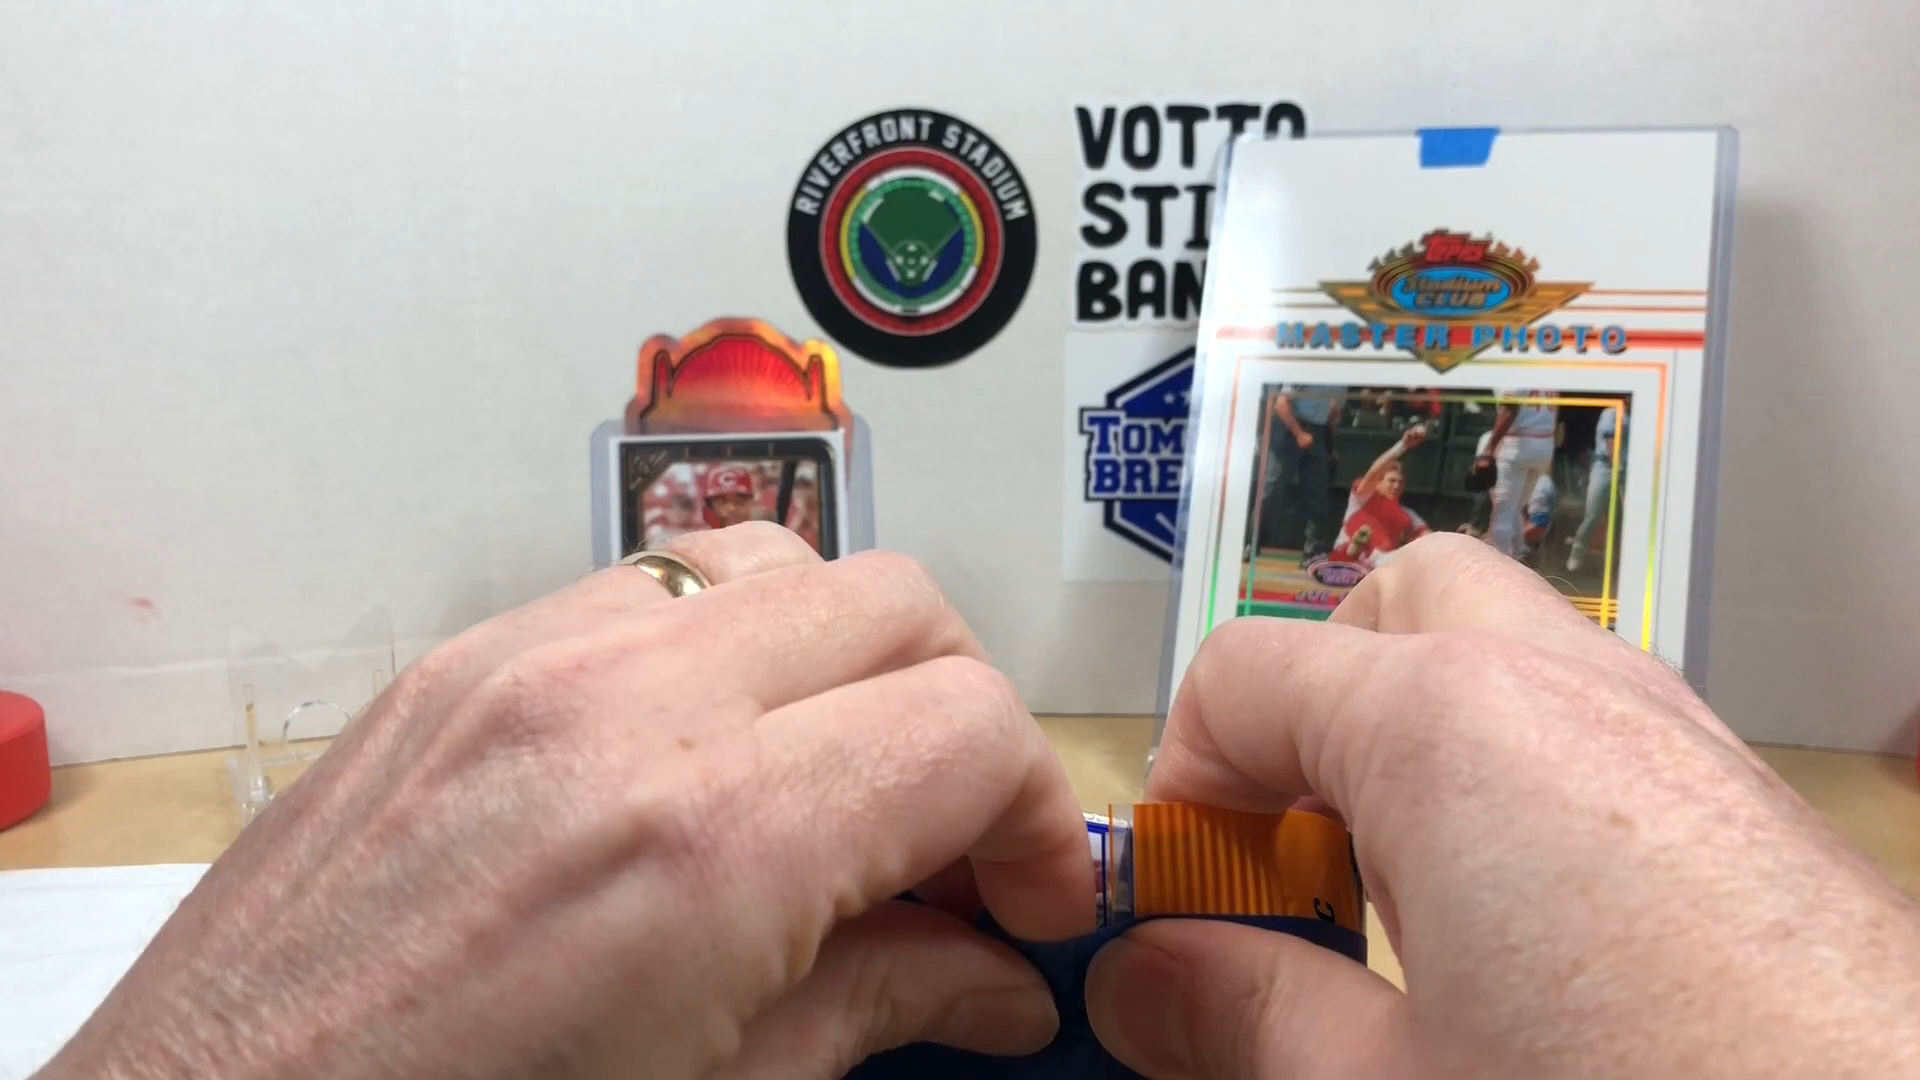 RIVERFRONT STADIUM
VOTTO
STI
BAN
TOM
BRE
TOPPS
Stadium
CLUB
MASTER PHOTO
C
C